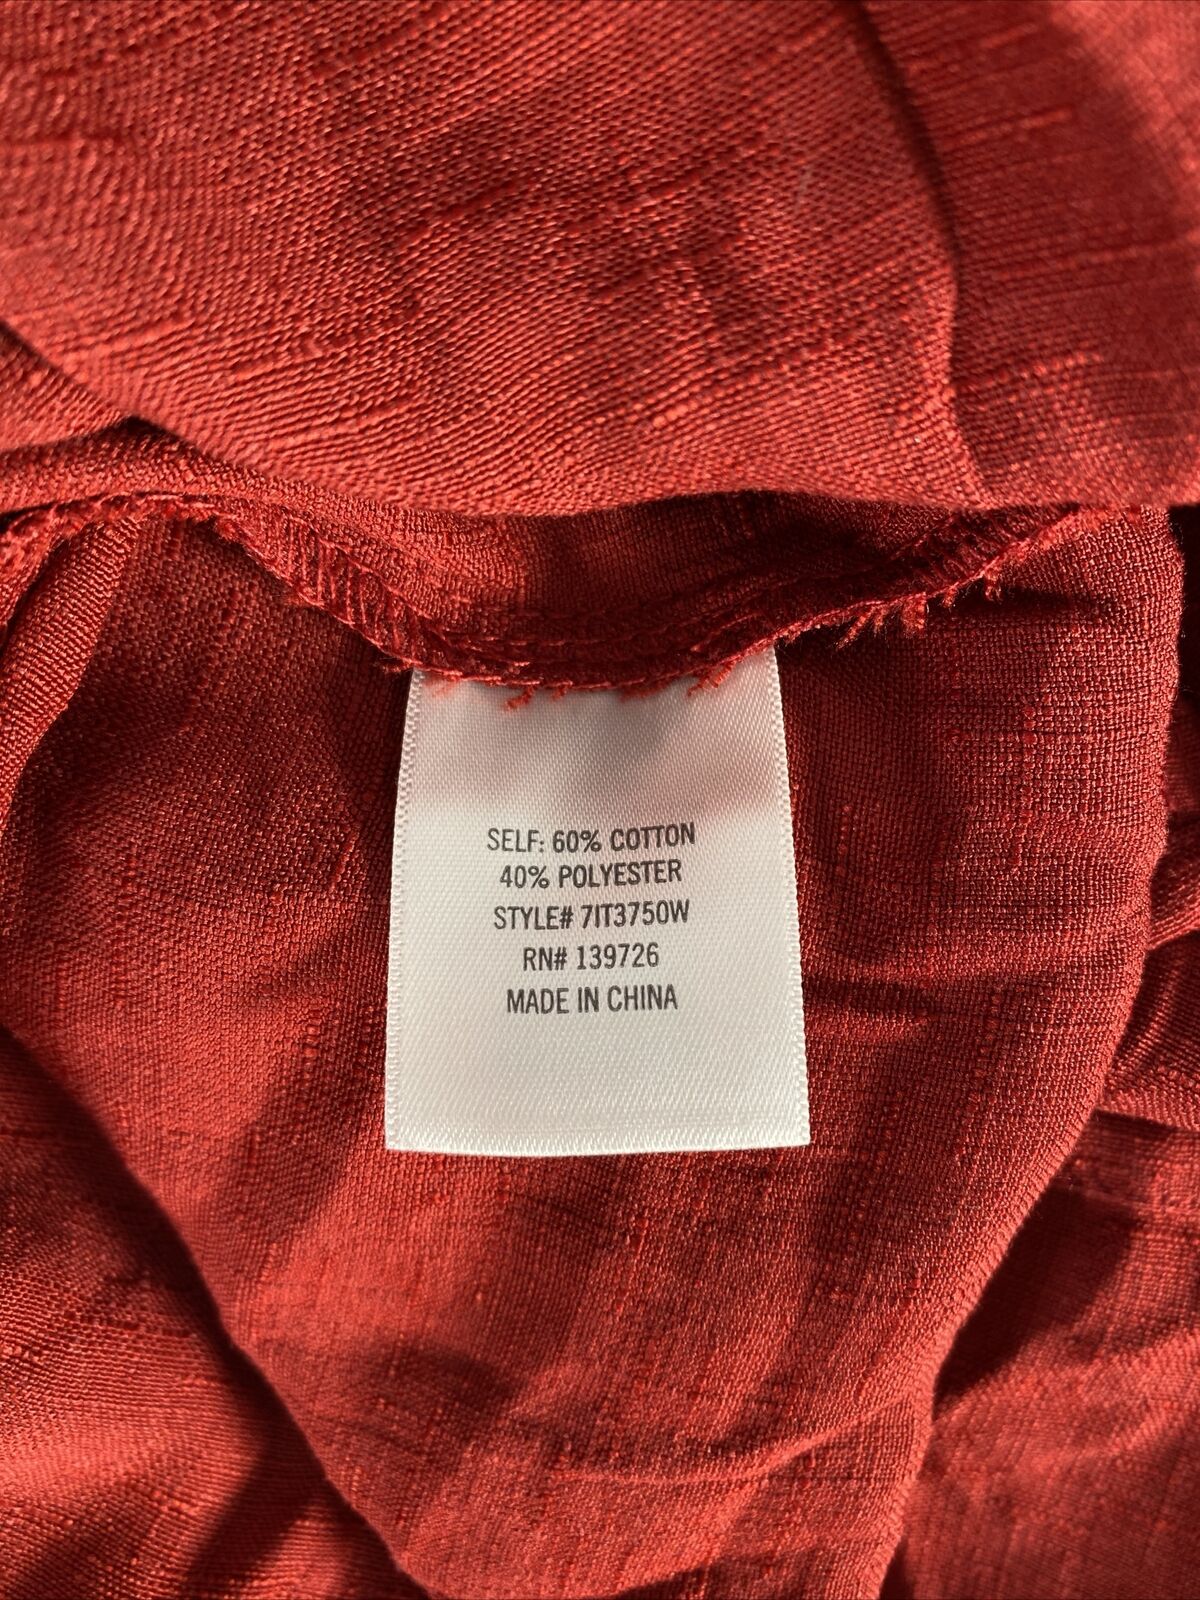 SELF: 60% COTTON
40% POLYESTER
STYLE# 7IT3750W
RN# 139726
MADE IN CHINA